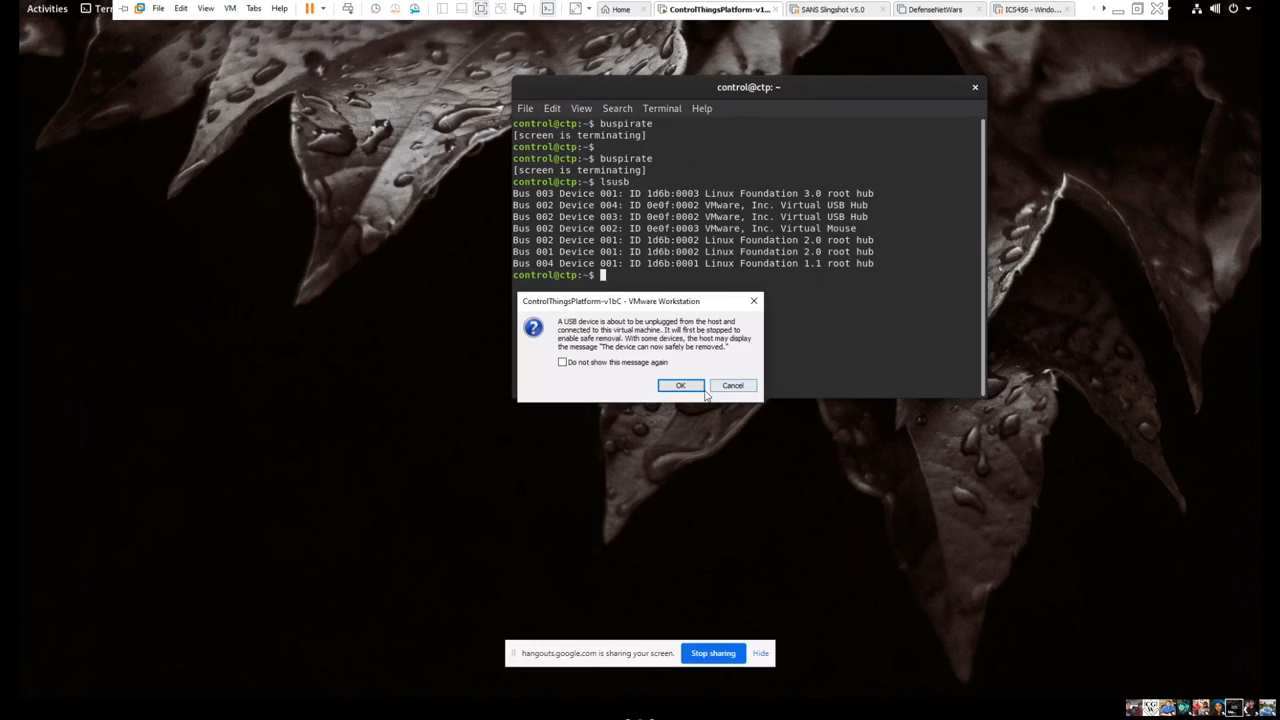 Activities
Ter
File Edit View VM Tabs Help
Home
ControlThingsPlatform-v1...
SANS Slingshot v5.0
DefenseNetWars
ICS456 - Windo...
control@ctp: ~
File Edit View Search Terminal Help
control@ctp:~$ buspirate
[screen is terminating]
control@ctp:~$
control@ctp:~$ buspirate
[screen is terminating]
control@ctp:~$ lsusb
Bus 003 Device 001: ID 1d6b:0003 Linux Foundation 3.0 root hub
Bus 002 Device 004: ID 0e0f:0002 VMware, Inc. Virtual USB Hub
Bus 002 Device 003: ID 0e0f:0002 VMware, Inc. Virtual USB Hub
Bus 002 Device 002: ID 0e0f:0003 VMware, Inc. Virtual Mouse
Bus 002 Device 001: ID 1d6b:0002 Linux Foundation 2.0 root hub
Bus 001 Device 001: ID 1d6b:0002 Linux Foundation 2.0 root hub
Bus 004 Device 001: ID 1d6b:0001 Linux Foundation 1.1 root hub
control@ctp:~$
ControlThingsPlatform-v1bC - VMware Workstation
A USB device is about to be unplugged from the host and
connected to this virtual machine. It will first be stopped to
enable safe removal. With some devices, the host may display
the message "The device can now safely be removed."
Do not show this message again
OK Cancel
hangouts.google.com is sharing your screen. Stop sharing Hide